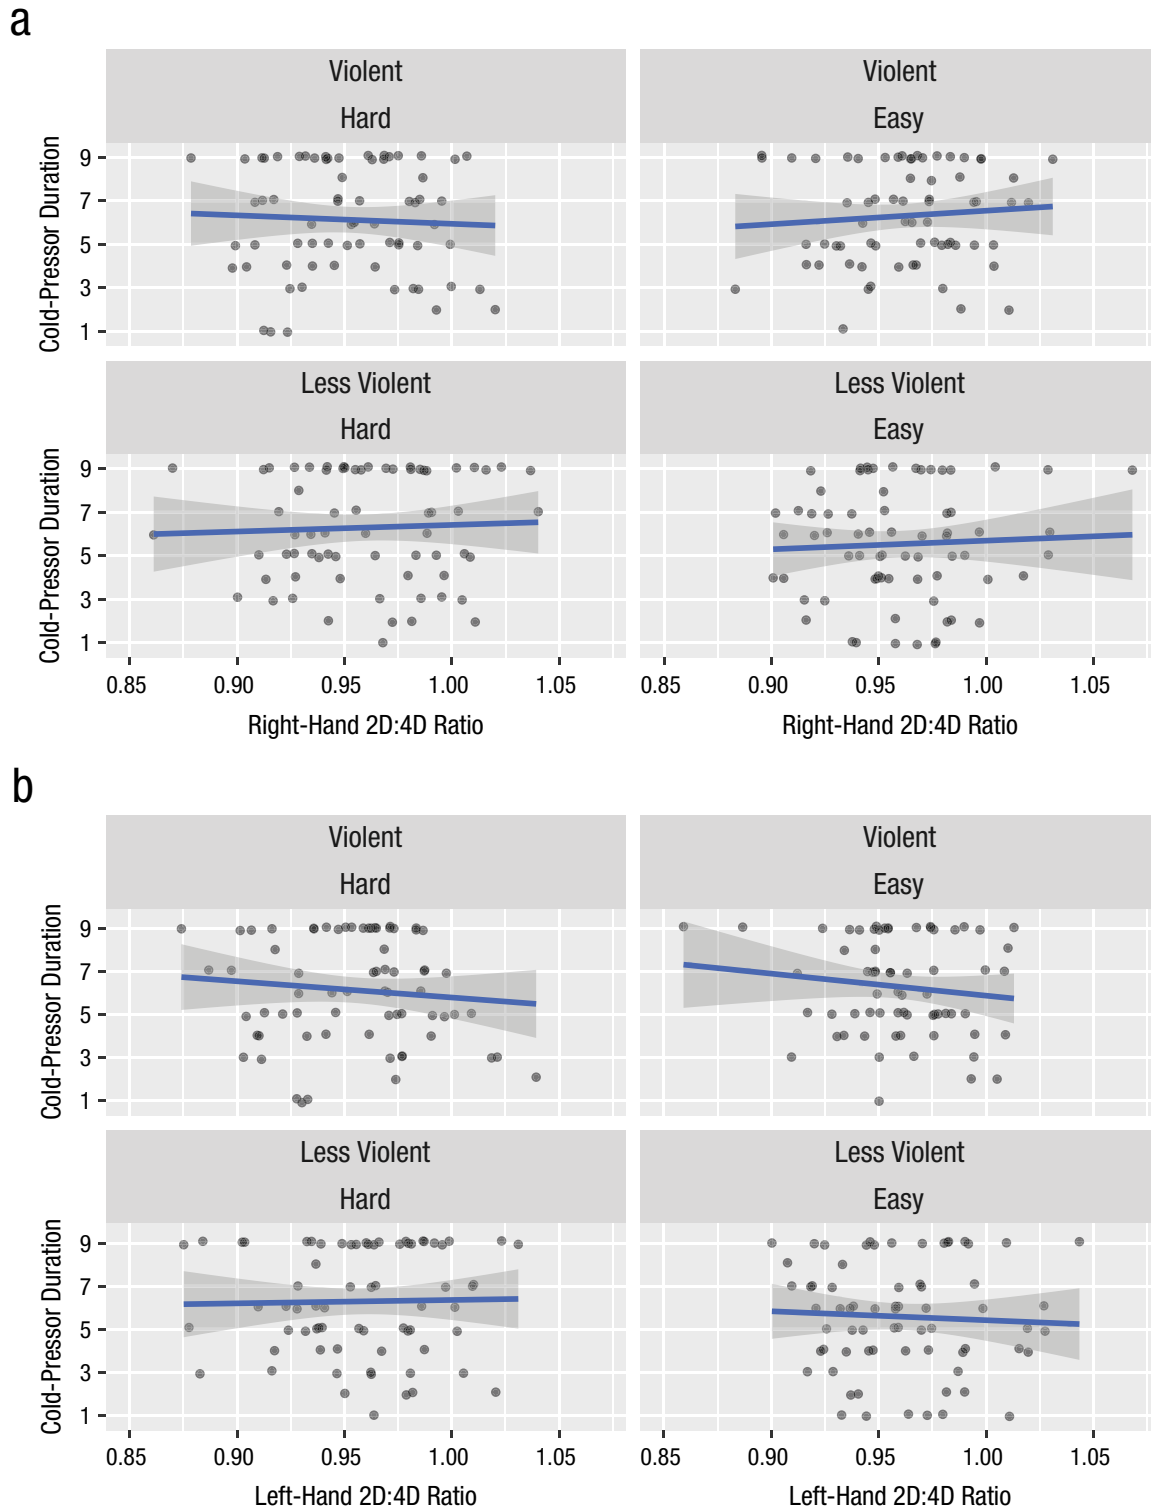 a
Violent
Hard
Violent
Easy
Cold-Pressor Duration
9
7
5
3
1
Less Violent
Hard
Less Violent
Easy
Cold-Pressor Duration
9
7
5
3
1
0.85 0.90 0.95 1.00 1.05
0.85 0.90 0.95 1.00 1.05
Right-Hand 2D:4D Ratio
Right-Hand 2D:4D Ratio
b
Violent
Hard
Violent
Easy
Cold-Pressor Duration
9
7
5
3
1
Less Violent
Hard
Less Violent
Easy
Cold-Pressor Duration
9
7
5
3
1
0.85 0.90 0.95 1.00 1.05
0.85 0.90 0.95 1.00 1.05
Left-Hand 2D:4D Ratio
Left-Hand 2D:4D Ratio